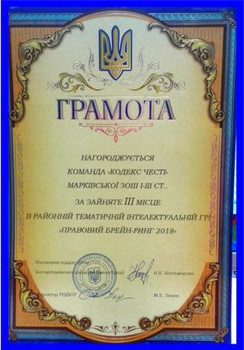 ГРАМОТА
НАГОРОДЖУЄТЬСЯ
КОМАНДА «КОДЕКС ЧЕСТІ»
МАРКІВСЬКОЇ ЗОШ І-ІІІ СТ..
ЗА ЗАЙНЯТЕ ІІІ МІСЦЕ
В РАЙОННІЙ ТЕМАТИЧНІЙ ІНТЕЛЕКТУАЛЬНІЙ ГРІ
«ПРАВОВИЙ БРЕЙН-РИНГ 2018»